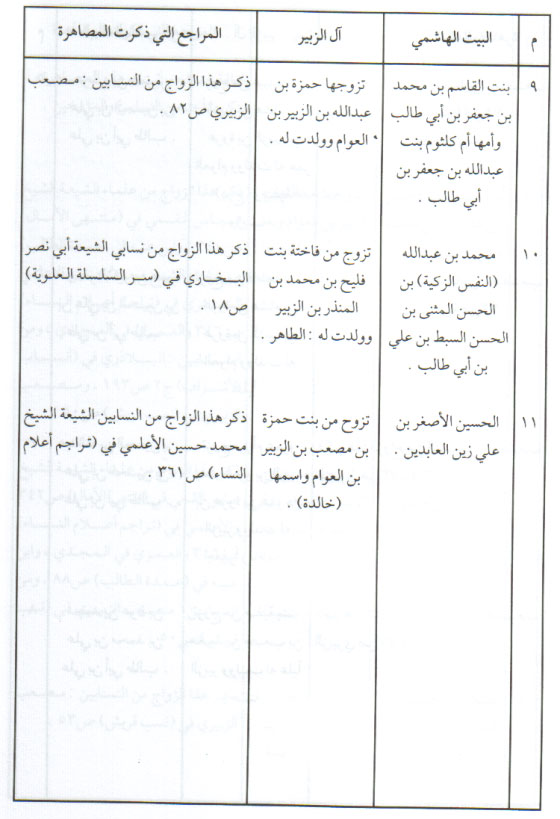 م
البيت الهاشمي
آل الزبير
المراجع التي ذكرت المصاهرة
٩
بنت القاسم بن محمد
بن جعفر بن أبي طالب
وأمها أم كلثوم بنت
عبدالله بن جعفر بن
أبي طالب .
تزوجها حمزة بن
عبدالله بن الزبير بن
العوام وولدت له .
ذكر هذا الزواج من النسابين : مصعب
الزبيري ص٨٢ .
١٠
محمد بن عبدالله
(النفس الزكية) بن
الحسن المثنى بن
الحسن السبط بن علي
بن أبي طالب .
تزوج من فاختة بنت
فليح بن محمد بن
المنذر بن الزبير
وولدت له : الطاهر .
ذكر هذا الزواج من نسابي الشيعة أبي نصر
البخاري في (سر السلسلة العلوية)
ص١٨ .
١١
الحسين الأصغر بن
علي زين العابدين .
تزوح من بنت حمزة
بن مصعب بن الزبير
بن العوام واسمها
(خالدة) .
ذكر هذا الزواج من النسابين الشيعة الشيخ
محمد حسين الأعلمي في (تراجم أعلام
النساء) ص٣٦١ .